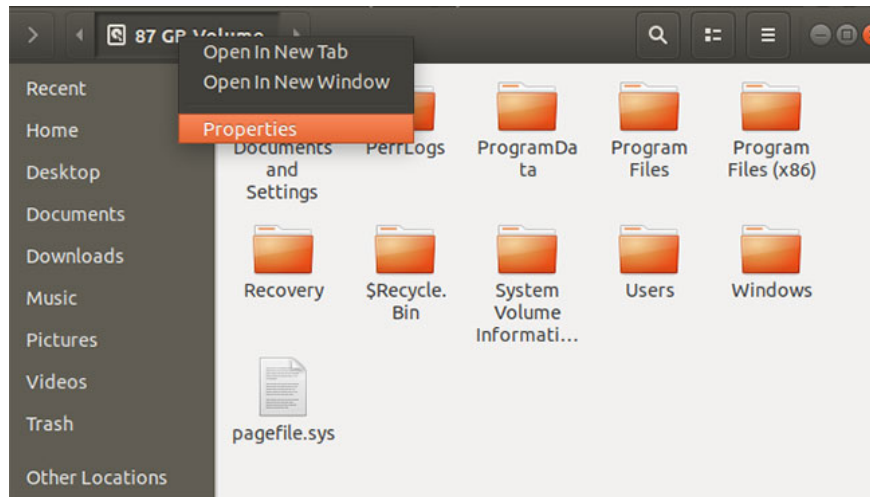 87 GB Volume
Open In New Tab
Open In New Window
Properties
Recent
Home
Desktop
Documents
Downloads
Music
Pictures
Videos
Trash
Other Locations
Documents
and
Settings
PerfLogs
ProgramDa
ta
Program
Files
Program
Files (x86)
Recovery
$Recycle.
Bin
System
Volume
Informati...
Users
Windows
pagefile.sys